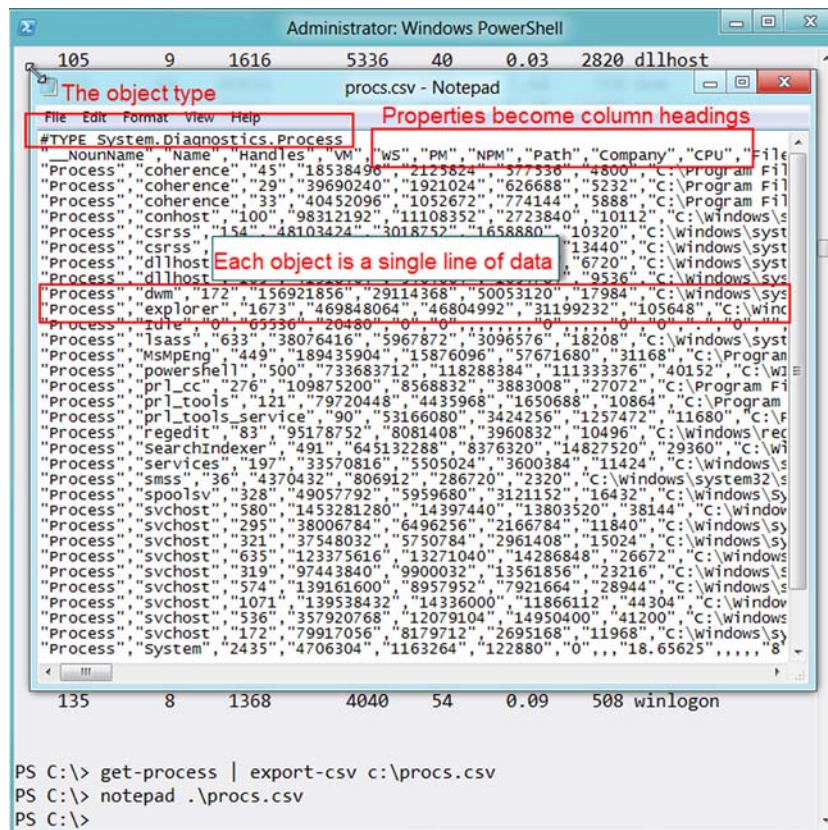 Administrator: Windows PowerShell
105 9 1616 5336 40 0.03 2820 dllhost
procs.csv - Notepad
The object type
File Edit Format View Help
Properties become column headings
#TYPE System.Diagnostics.Process
"__NounName","Name","Handles","VM","WS","PM","NPM","Path","Company","CPU","File
"Process","coherence","45","18538496","2125824","577536","4800","C:\Program Fil
"Process","coherence","29","39690240","1921024","626688","5232","C:\Program Fil
"Process","coherence","33","40452096","1052672","774144","5888","C:\Program Fil
"Process","conhost","100","98312192","11108352","2723840","10112","C:\Windows\s
"Process","csrss","154","48103424","3018752","1658880","10320","C:\Windows\syst
"Process","csrss" "13440","C:\Windows\syst
"Process","dllhost "6720","C:\Windows\syst
Each object is a single line of data
"Process","dllhost" "9536","C:\Windows\sys
"Process","dwm","172","156921856","29114368","50053120","17984","C:\Windows\sys
"Process","explorer","1673","469848064","46804992","31199232","105648","C:\Wind
"Process","Idle","0","65536","20480","0","0"
"Process","lsass","633","38076416","5967872","3096576","18208","C:\Windows\syst
"Process","MsMpEng","449","189435904","15876096","57671680","31168","C:\Program
"Process","powershell","500","733683712","118288384","111333376","40152","C:\WI
"Process","prl_cc","276","109875200","8568832","3883008","27072","C:\Program Fi
"Process","prl_tools","121","79720448","4435968","1650688","10864","C:\Program
"Process","prl_tools_service","90","53166080","3424256","1257472","11680","C:\P
"Process","regedit","83","95178752","8081408","3960832","10496","C:\Windows\reg
"Process","SearchIndexer","491","645132288","8376320","14827520","29360","C:\Wi
"Process","services","197","33570816","5505024","3600384","11424","C:\Windows\s
"Process","smss","36","4370432","806912","286720","2320","C:\Windows\system32\s
"Process","spoolsv","328","49057792","5959680","3121152","16432","C:\Windows\Sy
"Process","svchost","580","1453281280","14397440","13803520","38144","C:\Window
"Process","svchost","295","38006784","6496256","2166784","11840","C:\Windows\sy
"Process","svchost","321","37548032","5750784","2961408","15024","C:\Windows\sy
"Process","svchost","635","123375616","13271040","14286848","26672","C:\Windows
"Process","svchost","319","97443840","9900032","13561856","23216","C:\Windows\S
"Process","svchost","574","139161600","8957952","7921664","28944","C:\Windows\s
"Process","svchost","1071","139538432","14336000","11866112","44304","C:\Window
"Process","svchost","536","357920768","12079104","14950400","41200","C:\Windows
"Process","svchost","172","79917056","8179712","2695168","11968","C:\Windows\sy
"Process","System","2435","4706304","1163264","122880","0",,,"18.65625",,,,,"8"
135 8 1368 4040 54 0.09 508 winlogon
PS C:\> get-process | export-csv c:\procs.csv
PS C:\> notepad .\procs.csv
PS C:\>